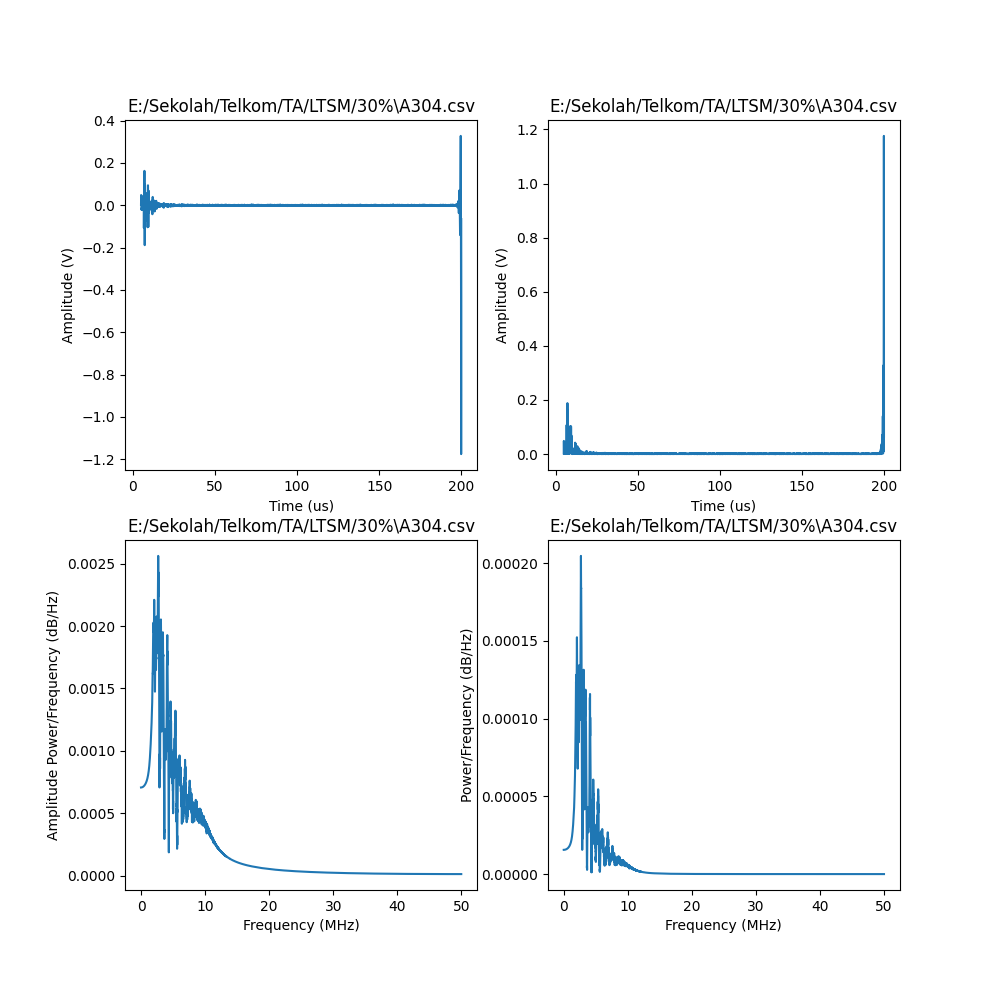 E:/Sekolah/Telkom/TA/LTSM/30%\A304.csv
Amplitude (V)
0.4
0.2
0.0
−0.2
−0.4
−0.6
−0.8
−1.0
−1.2
0 50 100 150 200
Time (us)
E:/Sekolah/Telkom/TA/LTSM/30%\A304.csv
Amplitude (V)
1.2
1.0
0.8
0.6
0.4
0.2
0.0
0 50 100 150 200
Time (us)
E:/Sekolah/Telkom/TA/LTSM/30%\A304.csv
Amplitude Power/Frequency (dB/Hz)
0.0025
0.0020
0.0015
0.0010
0.0005
0.0000
0 10 20 30 40 50
Frequency (MHz)
E:/Sekolah/Telkom/TA/LTSM/30%\A304.csv
Power/Frequency (dB/Hz)
0.00020
0.00015
0.00010
0.00005
0.00000
0 10 20 30 40 50
Frequency (MHz)